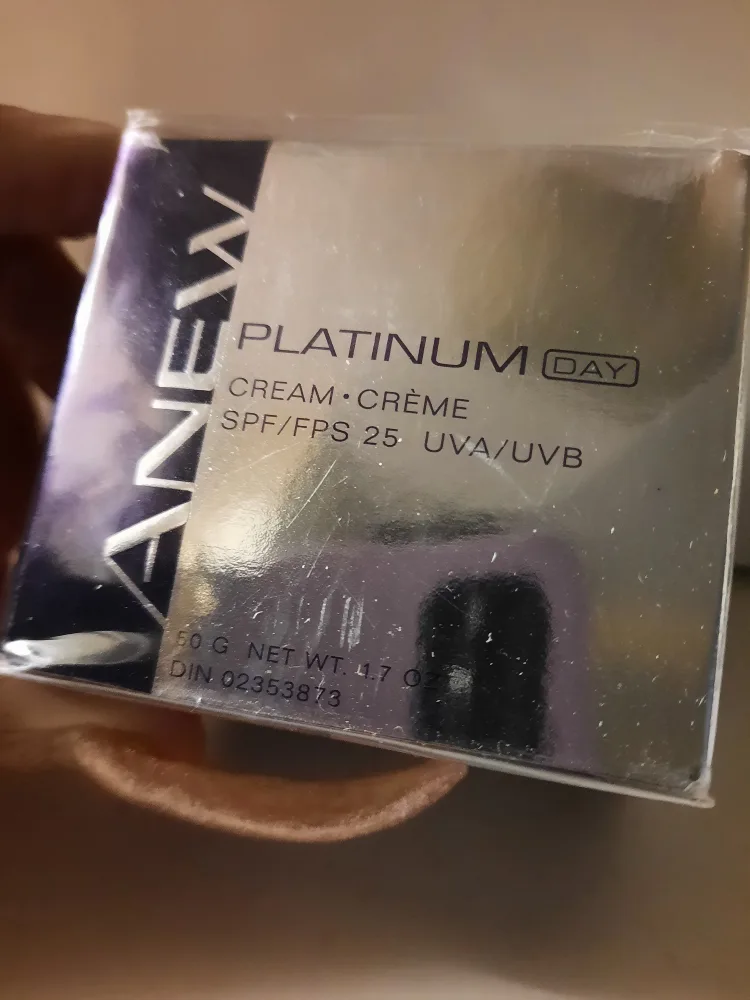 ANEW
PLATINUM DAY
CREAM • CRÈME
SPF/FPS 25 UVA/UVB
50 G NET WT. 1.7 OZ
DIN 02353873